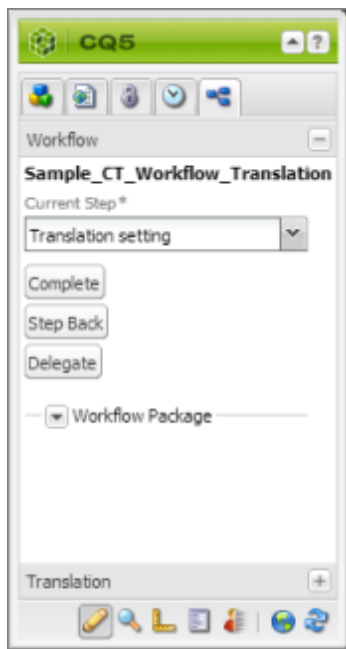 CQ5
?
Workflow
Sample_CT_Workflow_Translation
Current Step*
Translation setting
Complete
Step Back
Delegate
Workflow Package
Translation